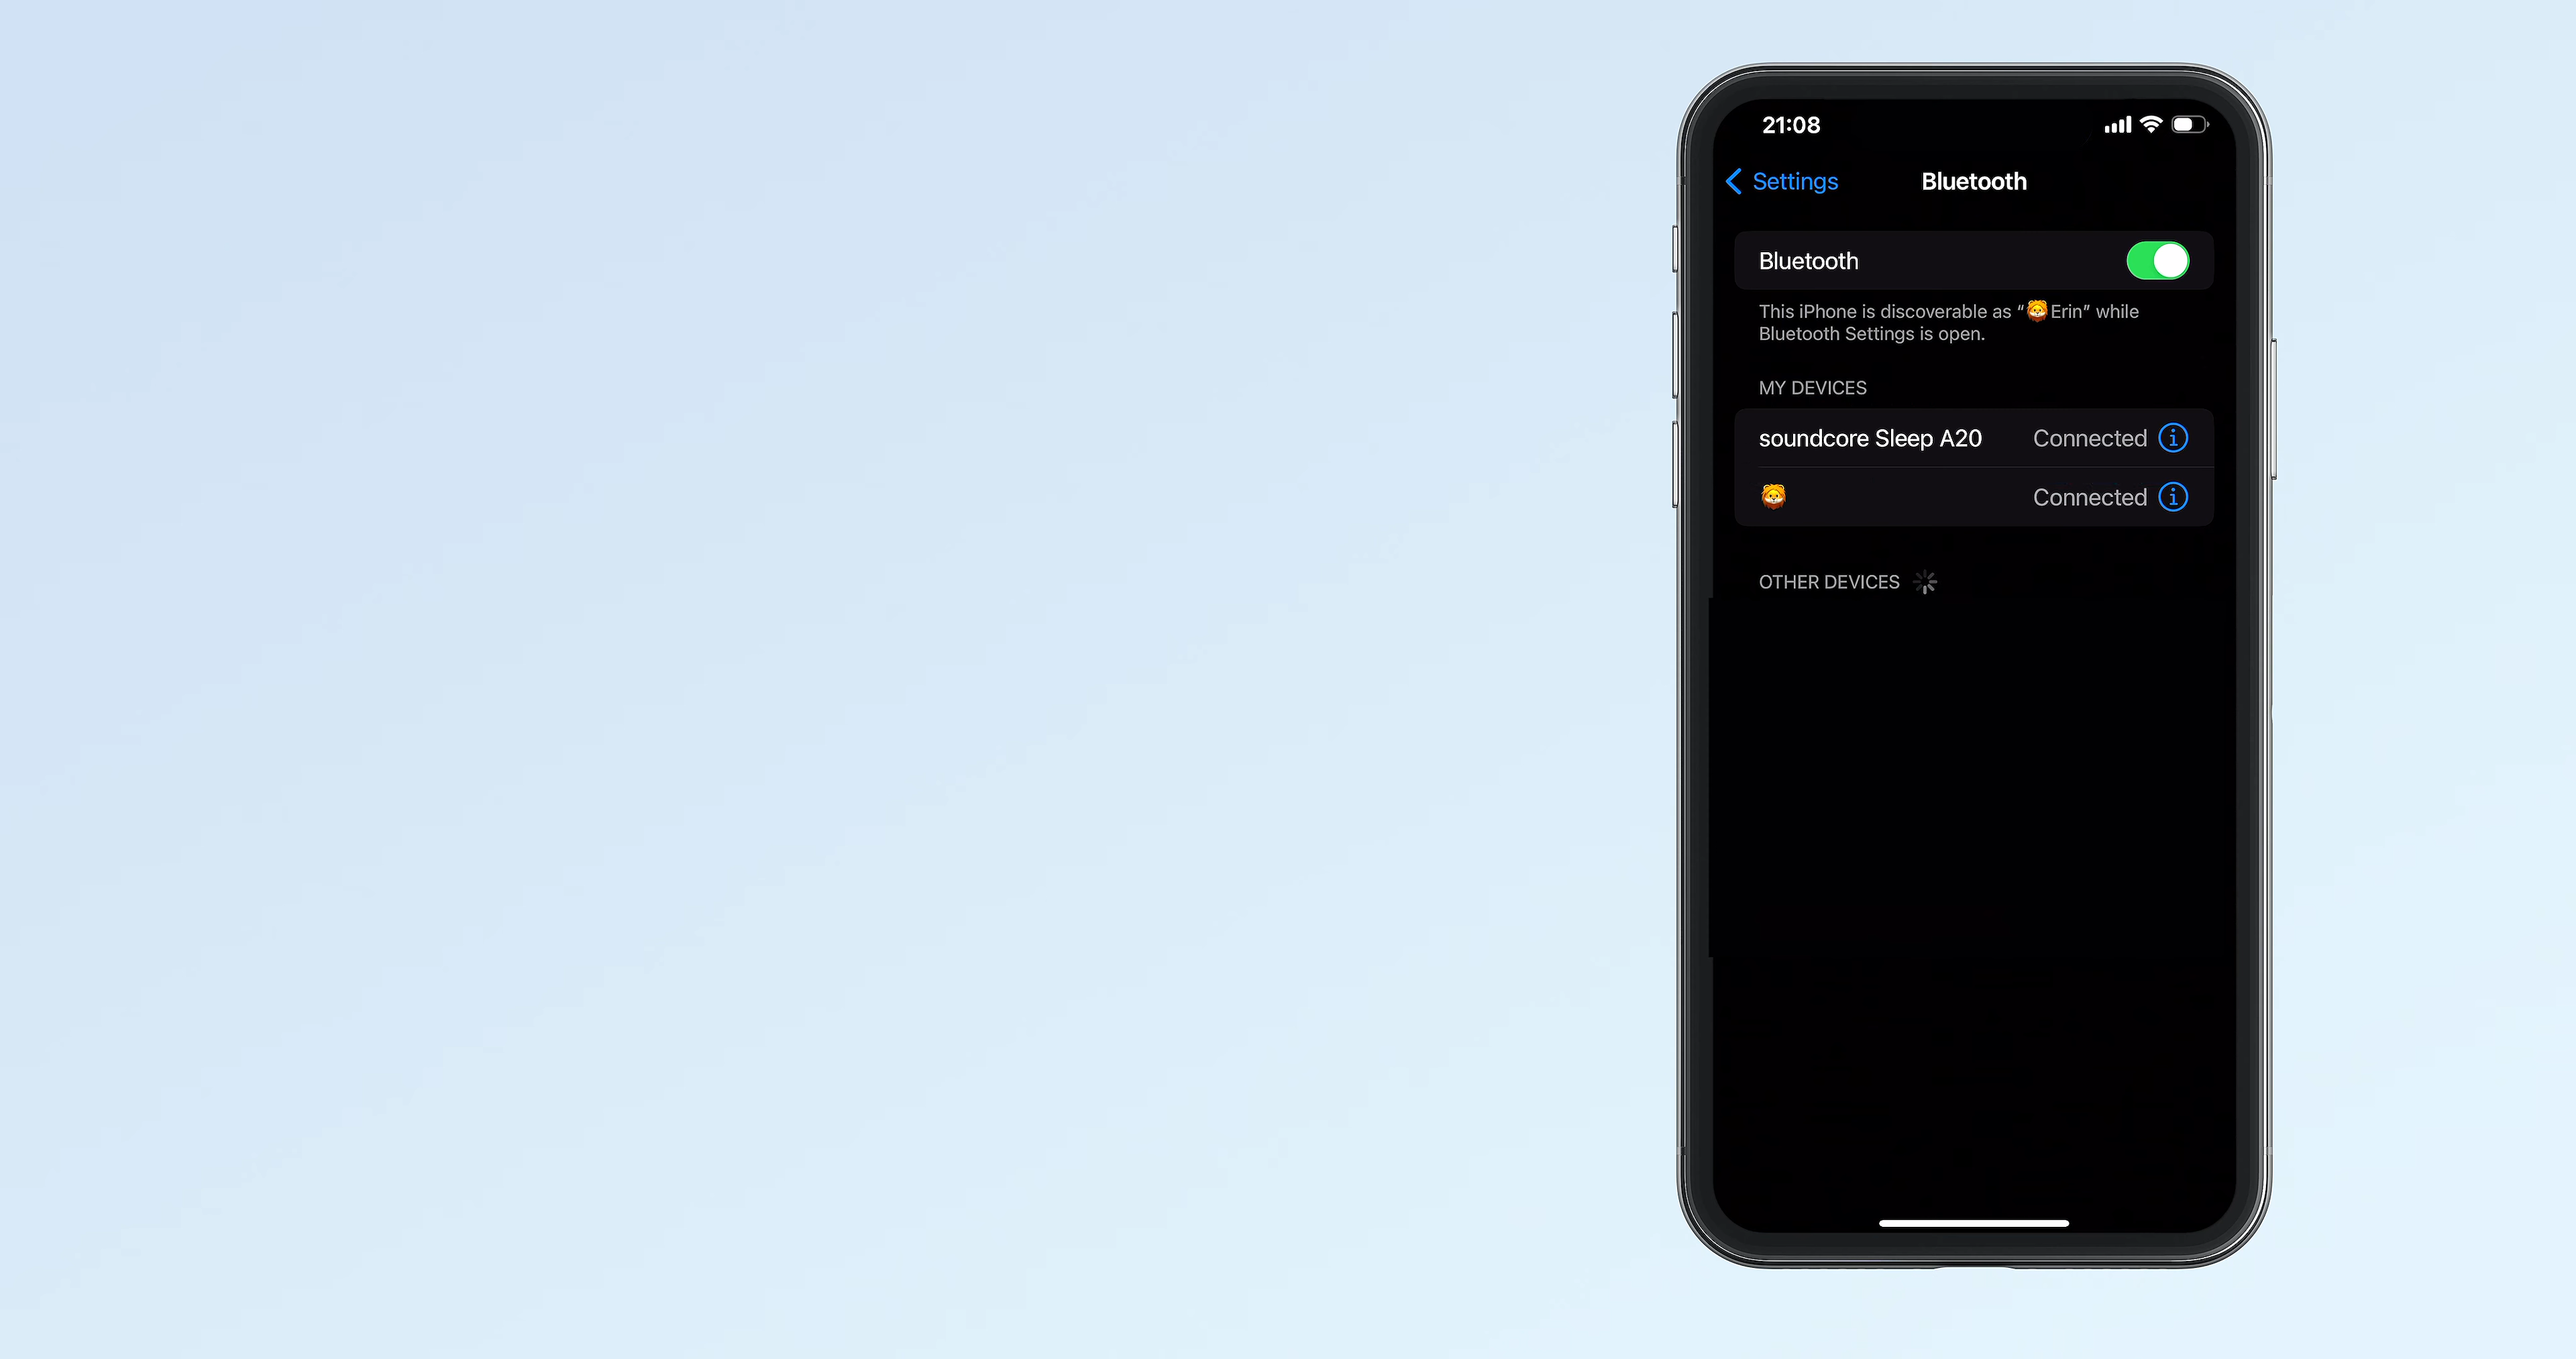 21:08
Settings
Bluetooth
Bluetooth
This iPhone is discoverable as “🦁Erin” while
Bluetooth Settings is open.
MY DEVICES
soundcore Sleep A20 Connected
🦁 Connected
OTHER DEVICES